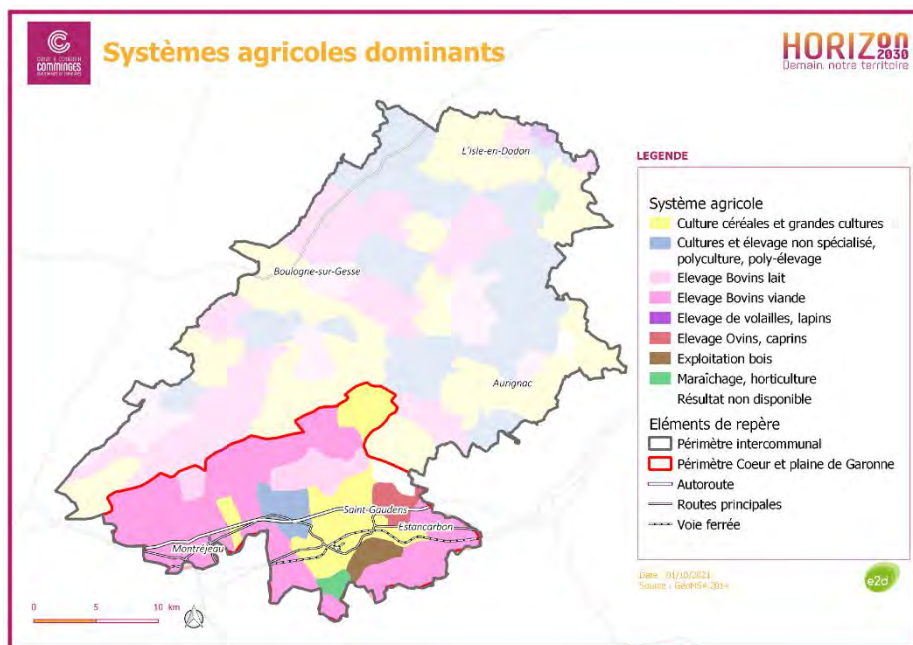 COMMINGES
Systèmes agricoles dominants
HORIZON
2030
Demain, notre territoire
L'Isle-en-Dodon
Boulogne-sur-Gesse
Aurignac
Saint-Gaudens
Estancarbon
Montréjeau
0 5 10 km
LEGENDE
Système agricole
Culture céréales et grandes cultures
Cultures et élevage non spécialisé,
polyculture, poly-élevage
Elevage Bovins lait
Elevage Bovins viande
Elevage de volailles, lapins
Elevage Ovins, caprins
Exploitation bois
Maraîchage, horticulture
Résultat non disponible
Eléments de repère
Périmètre intercommunal
Périmètre Coeur et plaine de Garonne
Autoroute
Routes principales
Voie ferrée
Date : 01/10/2021
Source : GeoMSA 2014
e2d